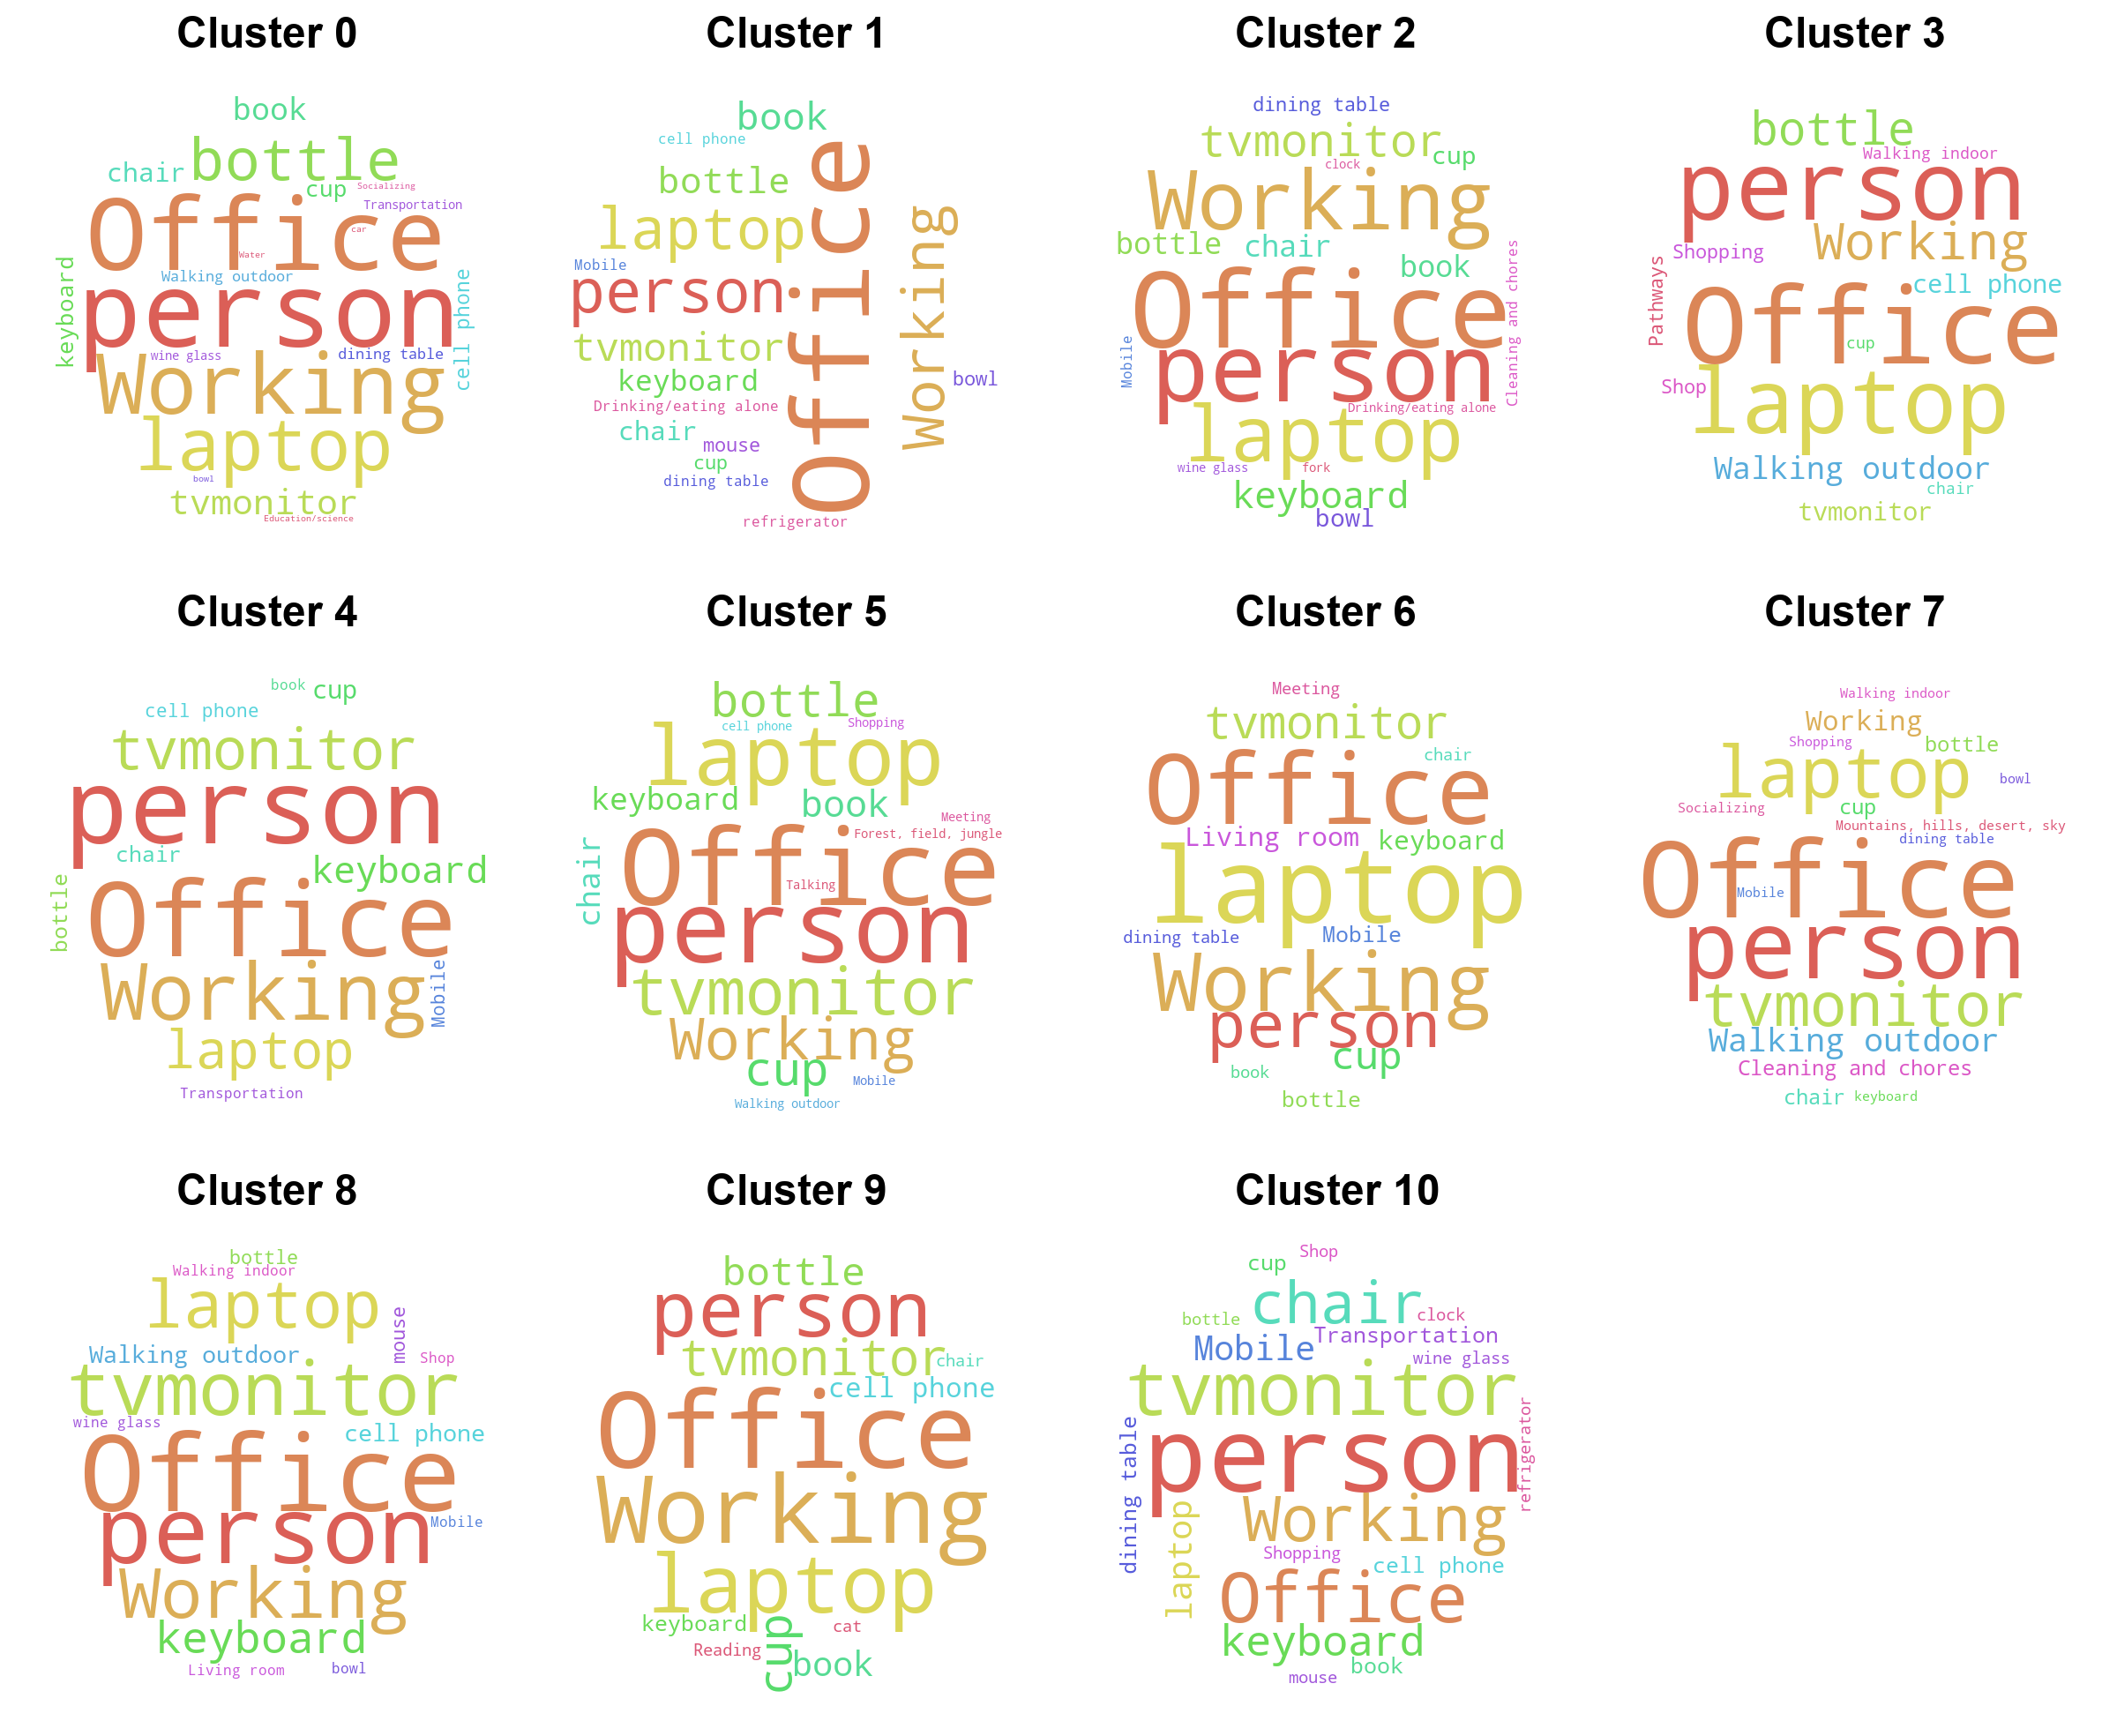 Cluster 0
book
bottle
chair
cup
Socializing
Transportation
Office
car
Water
Walking outdoor
keyboard
person
cell phone
wine glass
dining table
Working
laptop
bowl
tvmonitor
Education/science
Cluster 1
book
cell phone
bottle
Office
laptop
Working
Mobile
person
tvmonitor
keyboard
bowl
Drinking/eating alone
chair
mouse
cup
dining table
refrigerator
Cluster 2
dining table
tvmonitor
cup
clock
Working
bottle
chair
book
Cleaning and chores
Office
Mobile
person
Drinking/eating alone
laptop
wine glass
fork
keyboard
bowl
Cluster 3
bottle
Walking indoor
person
Working
Shopping
Pathways
cell phone
Office
cup
Shop
laptop
Walking outdoor
chair
tvmonitor
Cluster 4
book
cup
cell phone
tvmonitor
person
chair
keyboard
bottle
Office
Mobile
Working
laptop
Transportation
Cluster 5
bottle
cell phone
Shopping
laptop
keyboard
book
Meeting
Forest, field, jungle
chair
Office
Talking
person
tvmonitor
Working
cup
Mobile
Walking outdoor
Cluster 6
Meeting
tvmonitor
chair
Office
Living room
keyboard
laptop
dining table
Mobile
Working
person
cup
book
bottle
Cluster 7
Walking indoor
Working
Shopping
bottle
laptop
bowl
Socializing
cup
Mountains, hills, desert, sky
dining table
Office
Mobile
person
tvmonitor
Walking outdoor
Cleaning and chores
chair
keyboard
Cluster 8
bottle
Walking indoor
laptop
mouse
Walking outdoor
Shop
tvmonitor
wine glass
cell phone
Office
Mobile
person
Working
keyboard
Living room
bowl
Cluster 9
bottle
person
tvmonitor
chair
cell phone
Office
Working
laptop
keyboard
cup
cat
Reading
book
Cluster 10
Shop
cup
chair
bottle
clock
Transportation
Mobile
wine glass
tvmonitor
refrigerator
dining table
person
laptop
Working
Shopping
cell phone
Office
keyboard
book
mouse